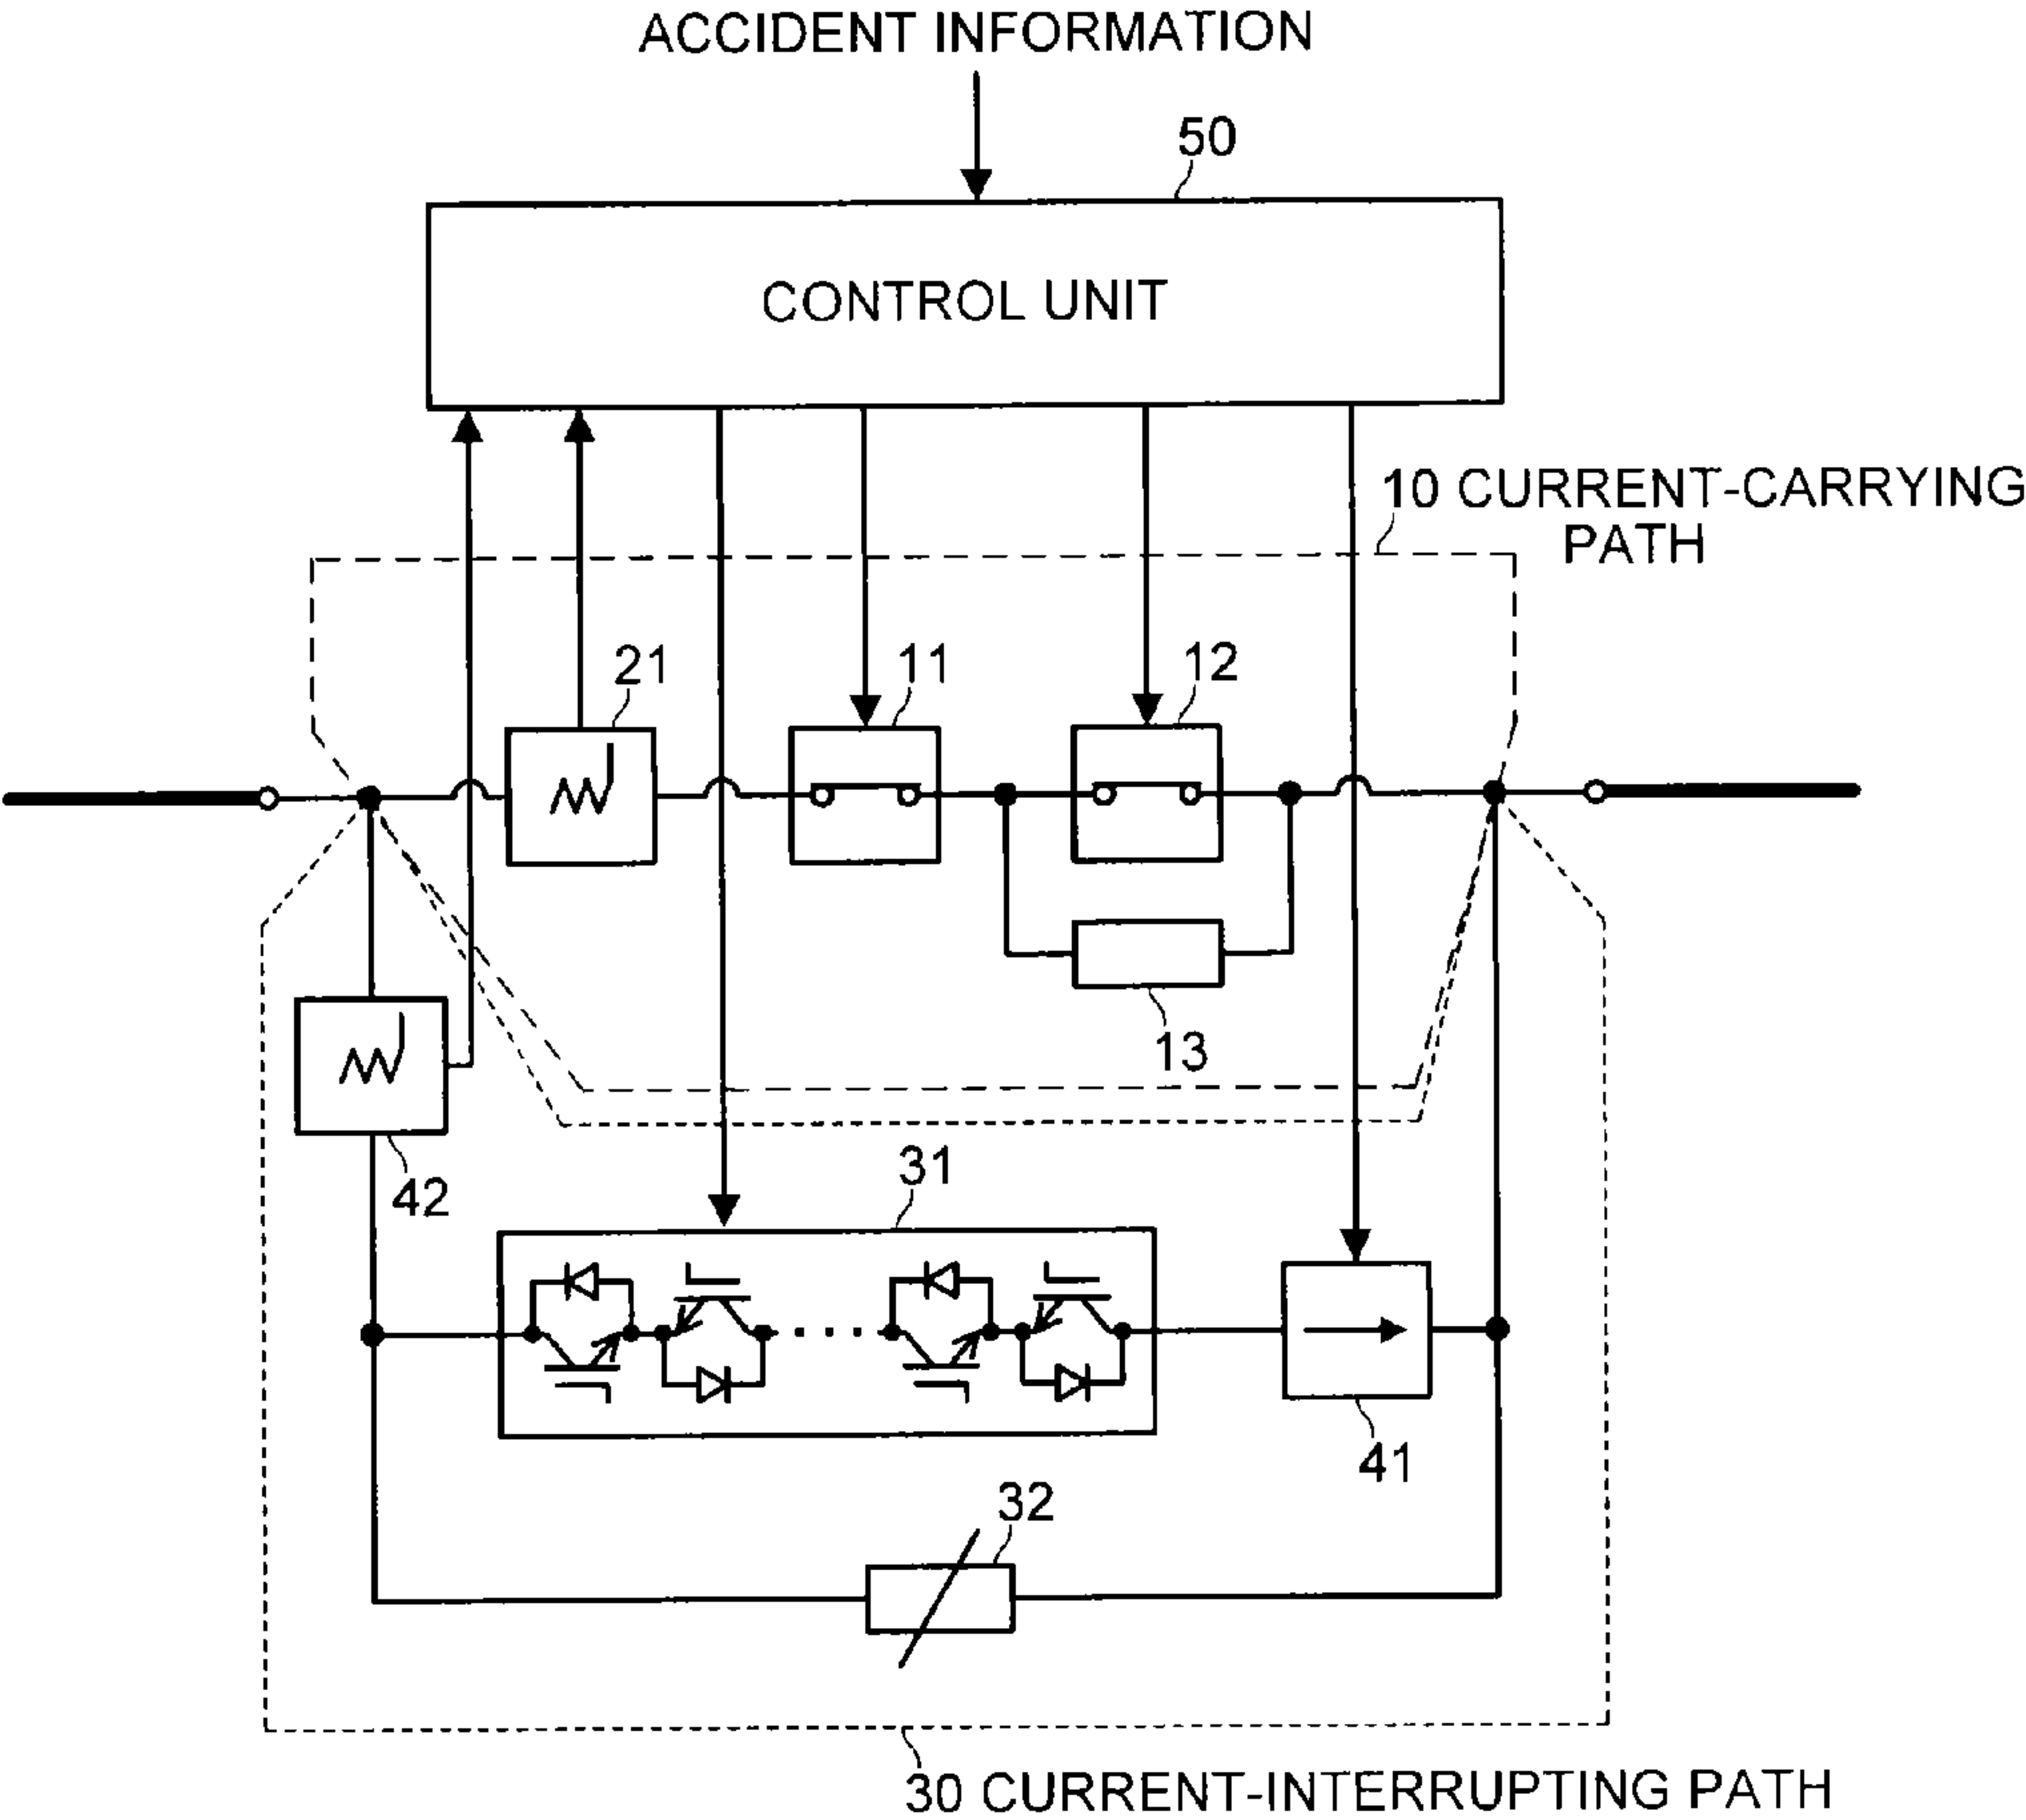 ACCIDENT INFORMATION
50
CONTROL UNIT
10 CURRENT-CARRYING
PATH
21
11
12
13
42
31
41
32
30 CURRENT-INTERRUPTING PATH